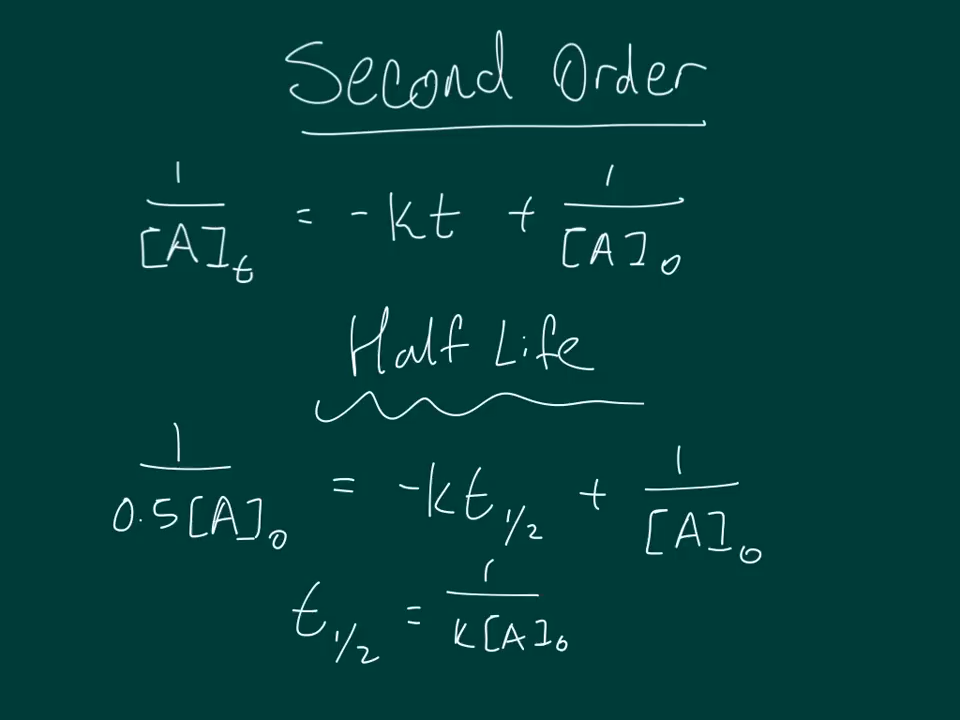 Second Order
1/[A]t = -kt + 1/[A]0
Half Life
1/0.5[A]0 = -kt1/2 + 1/[A]0
t1/2 = 1/k[A]0